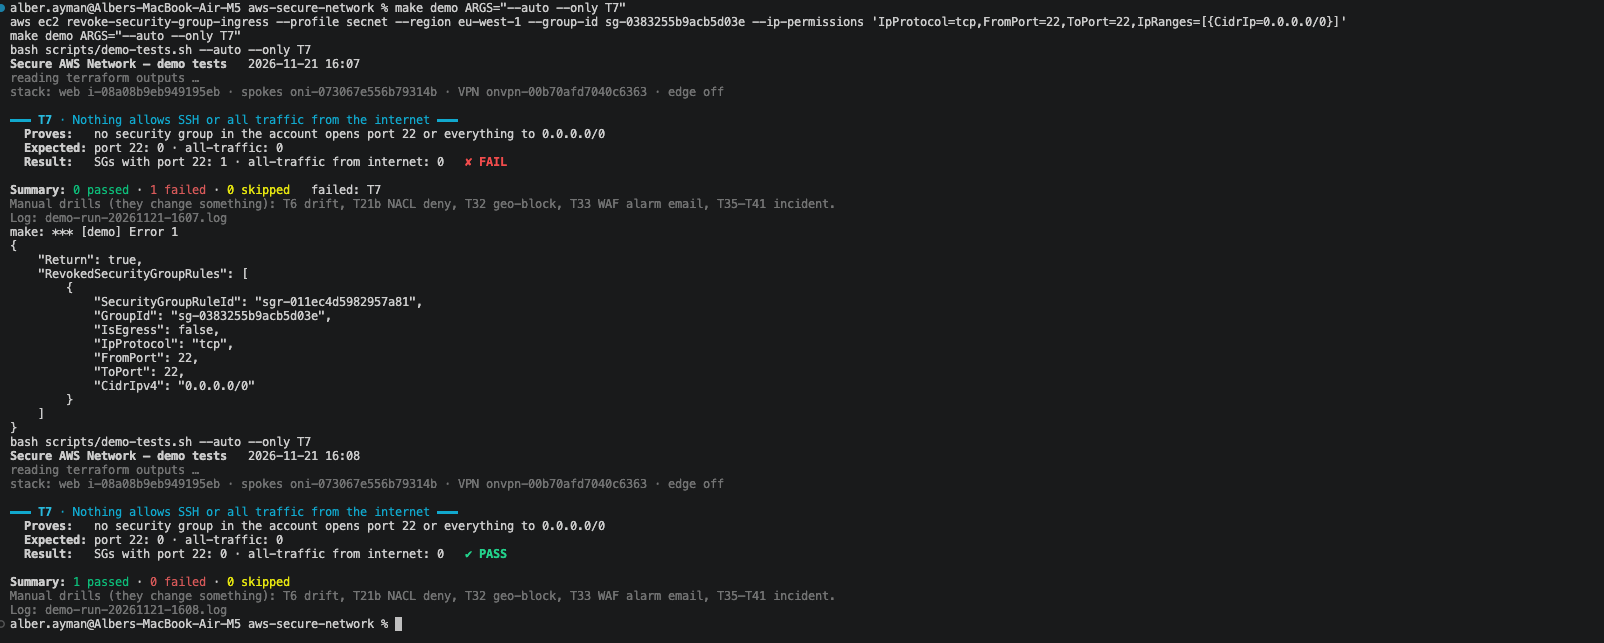 alber.ayman@Albers-MacBook-Air-M5 aws-secure-network % make demo ARGS="--auto --only T7"
aws ec2 revoke-security-group-ingress --profile secnet --region eu-west-1 --group-id sg-0383255b9acb5d03e --ip-permissions 'IpProtocol=tcp,FromPort=22,ToPort=22,IpRanges=[{CidrIp=0.0.0.0/0}]'
make demo ARGS="--auto --only T7"
bash scripts/demo-tests.sh --auto --only T7
Secure AWS Network — demo tests   2026-11-21 16:07
reading terraform outputs …
stack: web i-08a08b9eb949195eb · spokes oni-073067e556b79314b · VPN onvpn-00b70afd7040c6363 · edge off
━━━ T7 · Nothing allows SSH or all traffic from the internet ━━━
  Proves:   no security group in the account opens port 22 or everything to 0.0.0.0/0
  Expected: port 22: 0 · all-traffic: 0
  Result:   SGs with port 22: 1 · all-traffic from internet: 0   ✘ FAIL
Summary: 0 passed · 1 failed · 0 skipped   failed: T7
Manual drills (they change something): T6 drift, T21b NACL deny, T32 geo-block, T33 WAF alarm email, T35–T41 incident.
Log: demo-run-20261121-1607.log
make: *** [demo] Error 1
{
    "Return": true,
    "RevokedSecurityGroupRules": [
        {
            "SecurityGroupRuleId": "sgr-011ec4d5982957a81",
            "GroupId": "sg-0383255b9acb5d03e",
            "IsEgress": false,
            "IpProtocol": "tcp",
            "FromPort": 22,
            "ToPort": 22,
            "CidrIpv4": "0.0.0.0/0"
        }
    ]
}
bash scripts/demo-tests.sh --auto --only T7
Secure AWS Network — demo tests   2026-11-21 16:08
reading terraform outputs …
stack: web i-08a08b9eb949195eb · spokes oni-073067e556b79314b · VPN onvpn-00b70afd7040c6363 · edge off
━━━ T7 · Nothing allows SSH or all traffic from the internet ━━━
  Proves:   no security group in the account opens port 22 or everything to 0.0.0.0/0
  Expected: port 22: 0 · all-traffic: 0
  Result:   SGs with port 22: 0 · all-traffic from internet: 0   ✔ PASS
Summary: 1 passed · 0 failed · 0 skipped
Manual drills (they change something): T6 drift, T21b NACL deny, T32 geo-block, T33 WAF alarm email, T35–T41 incident.
Log: demo-run-20261121-1608.log
alber.ayman@Albers-MacBook-Air-M5 aws-secure-network %